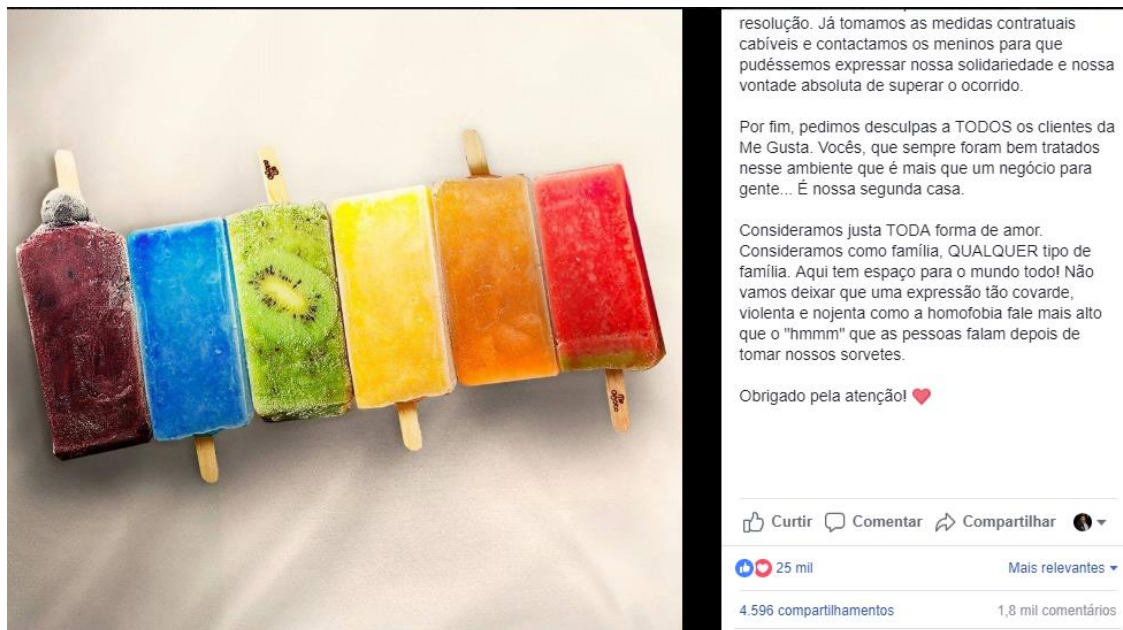 resolução. Já tomamos as medidas contratuais
cabíveis e contactamos os meninos para que
pudéssemos expressar nossa solidariedade e nossa
vontade absoluta de superar o ocorrido.
Por fim, pedimos desculpas a TODOS os clientes da
Me Gusta. Vocês, que sempre foram bem tratados
nesse ambiente que é mais que um negócio para
gente... É nossa segunda casa.
Consideramos justa TODA forma de amor.
Consideramos como família, QUALQUER tipo de
família. Aqui tem espaço para o mundo todo! Não
vamos deixar que uma expressão tão covarde,
violenta e nojenta como a homofobia fale mais alto
que o "hmmm" que as pessoas falam depois de
tomar nossos sorvetes.
Obrigado pela atenção!
Curtir Comentar Compartilhar
25 mil Mais relevantes
4.596 compartilhamentos 1,8 mil comentários